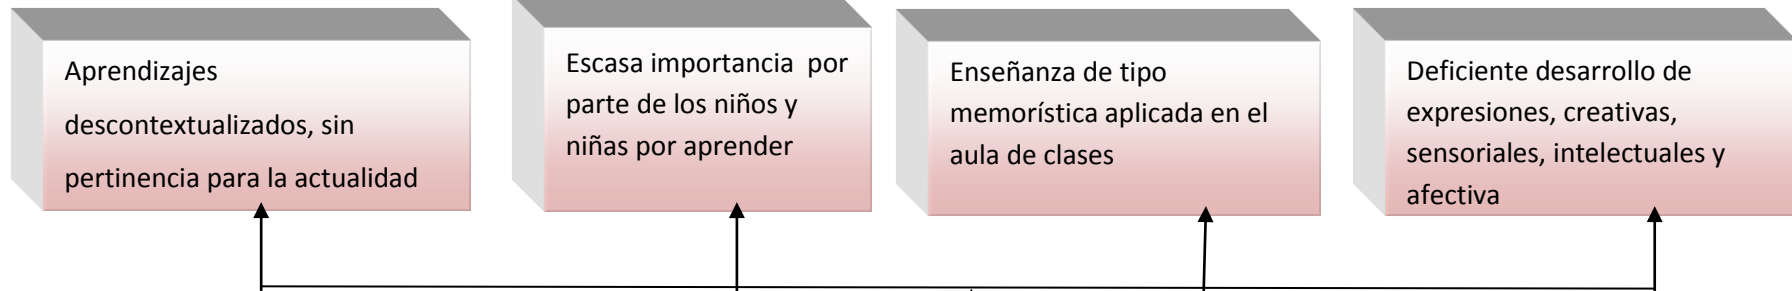 Aprendizajes
descontextualizados, sin
pertinencia para la actualidad
Escasa importancia  por
parte de los niños y
niñas por aprender
Enseñanza de tipo
memorística aplicada en el
aula de clases
Deficiente desarrollo de
expresiones, creativas,
sensoriales, intelectuales y
afectiva